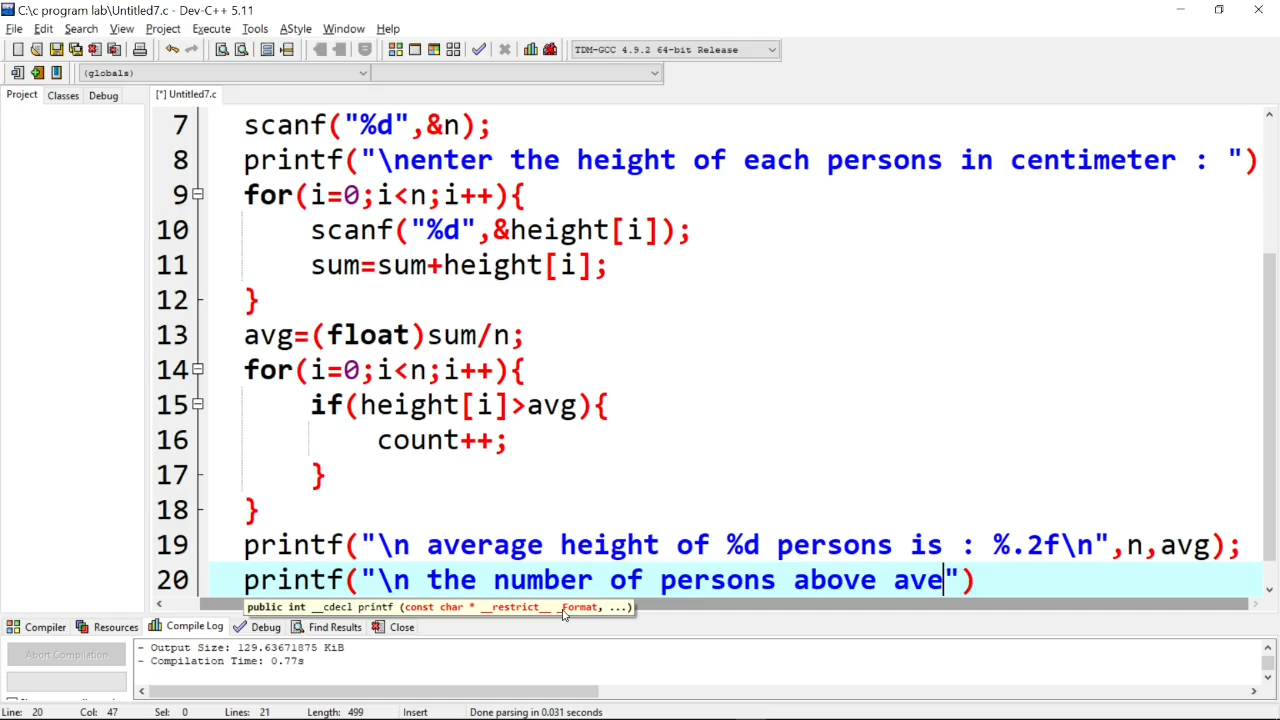 C:\c program lab\Untitled7.c - Dev-C++ 5.11
File Edit Search View Project Execute Tools AStyle Window Help
TDM-GCC 4.9.2 64-bit Release
(globals)
Project Classes Debug [*] Untitled7.c
7 scanf("%d",&n);
8 printf("\nenter the height of each persons in centimeter : ")
9 for(i=0;i<n;i++){
10 scanf("%d",&height[i]);
11 sum=sum+height[i];
12 }
13 avg=(float)sum/n;
14 for(i=0;i<n;i++){
15 if(height[i]>avg){
16 count++;
17 }
18 }
19 printf("\n average height of %d persons is : %.2f\n",n,avg);
20 printf("\n the number of persons above ave")
public int __cdecl printf (const char * __restrict__ _Format, ...)
Compiler Resources Compile Log Debug Find Results Close
Abort Compilation
- Output Size: 129.63671875 KiB
- Compilation Time: 0.77s
Line: 20 Col: 47 Sel: 0 Lines: 21 Length: 499 Insert Done parsing in 0.031 seconds